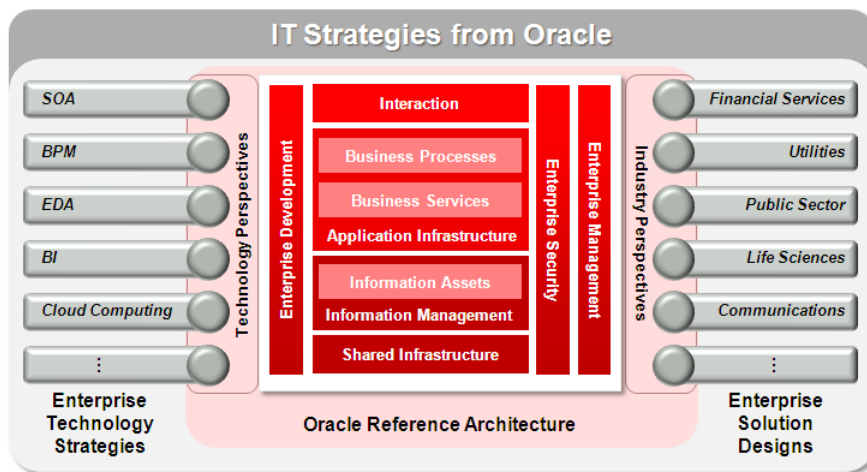 IT Strategies from Oracle
SOA
BPM
EDA
BI
Cloud Computing
⋮
Enterprise
Technology
Strategies
Technology Perspectives
Enterprise Development
Interaction
Business Processes
Business Services
Application Infrastructure
Information Assets
Information Management
Shared Infrastructure
Enterprise Security
Enterprise Management
Oracle Reference Architecture
Industry Perspectives
Financial Services
Utilities
Public Sector
Life Sciences
Communications
⋮
Enterprise
Solution
Designs